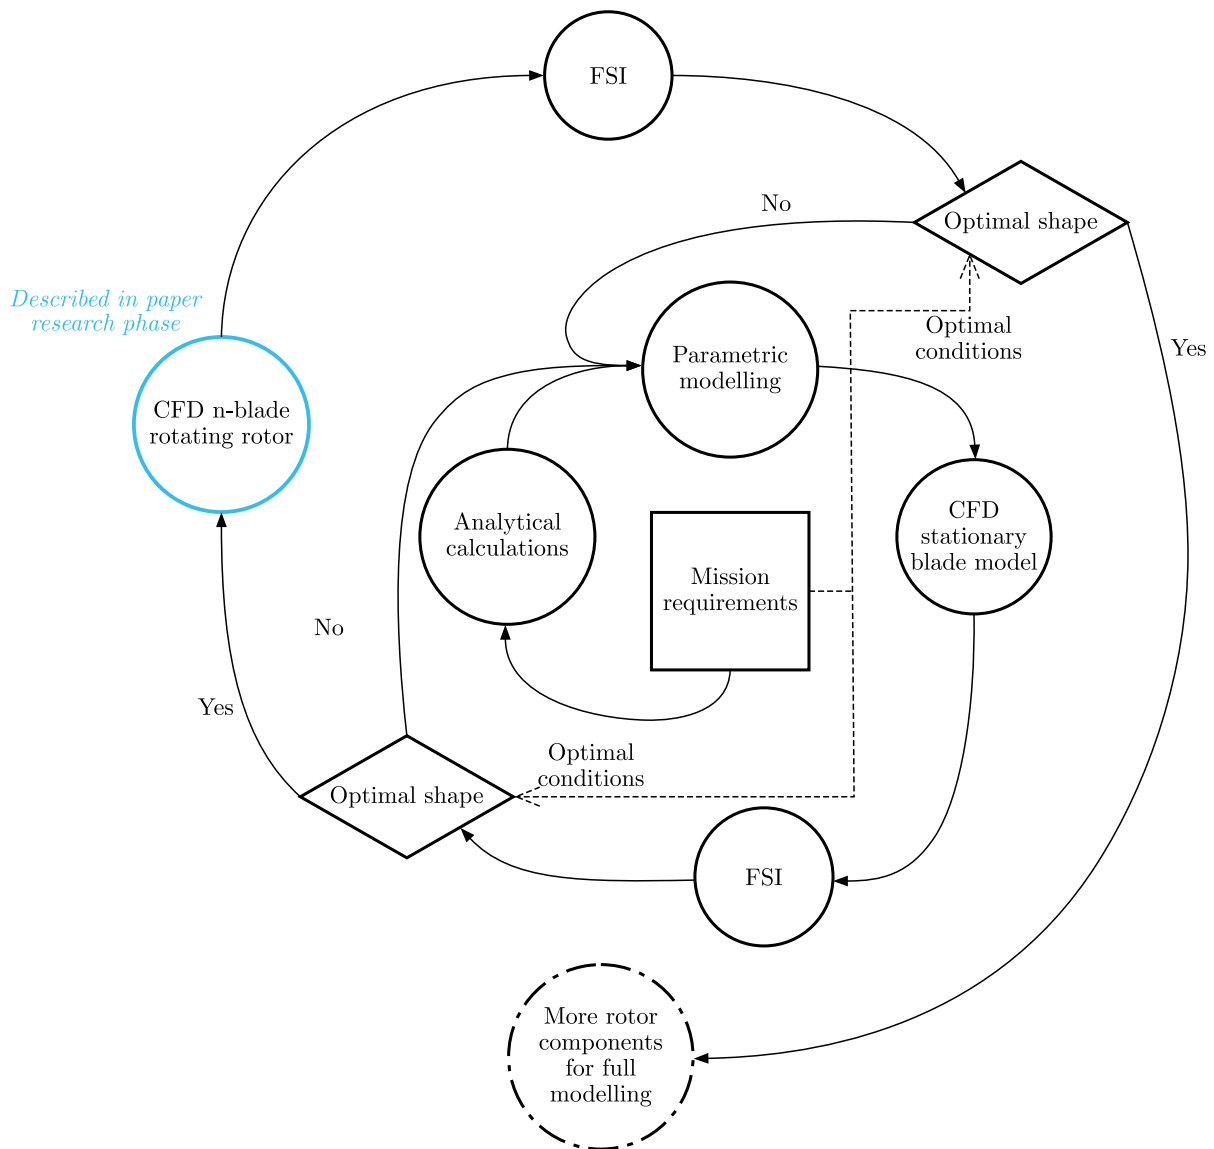 FSI
No
Optimal shape
Described in paper
research phase
Optimal
conditions
Yes
Parametric
modelling
CFD n-blade
rotating rotor
Analytical
calculations
CFD
stationary
blade model
Mission
requirements
No
Yes
Optimal
conditions
Optimal shape
FSI
More rotor
components
for full
modelling